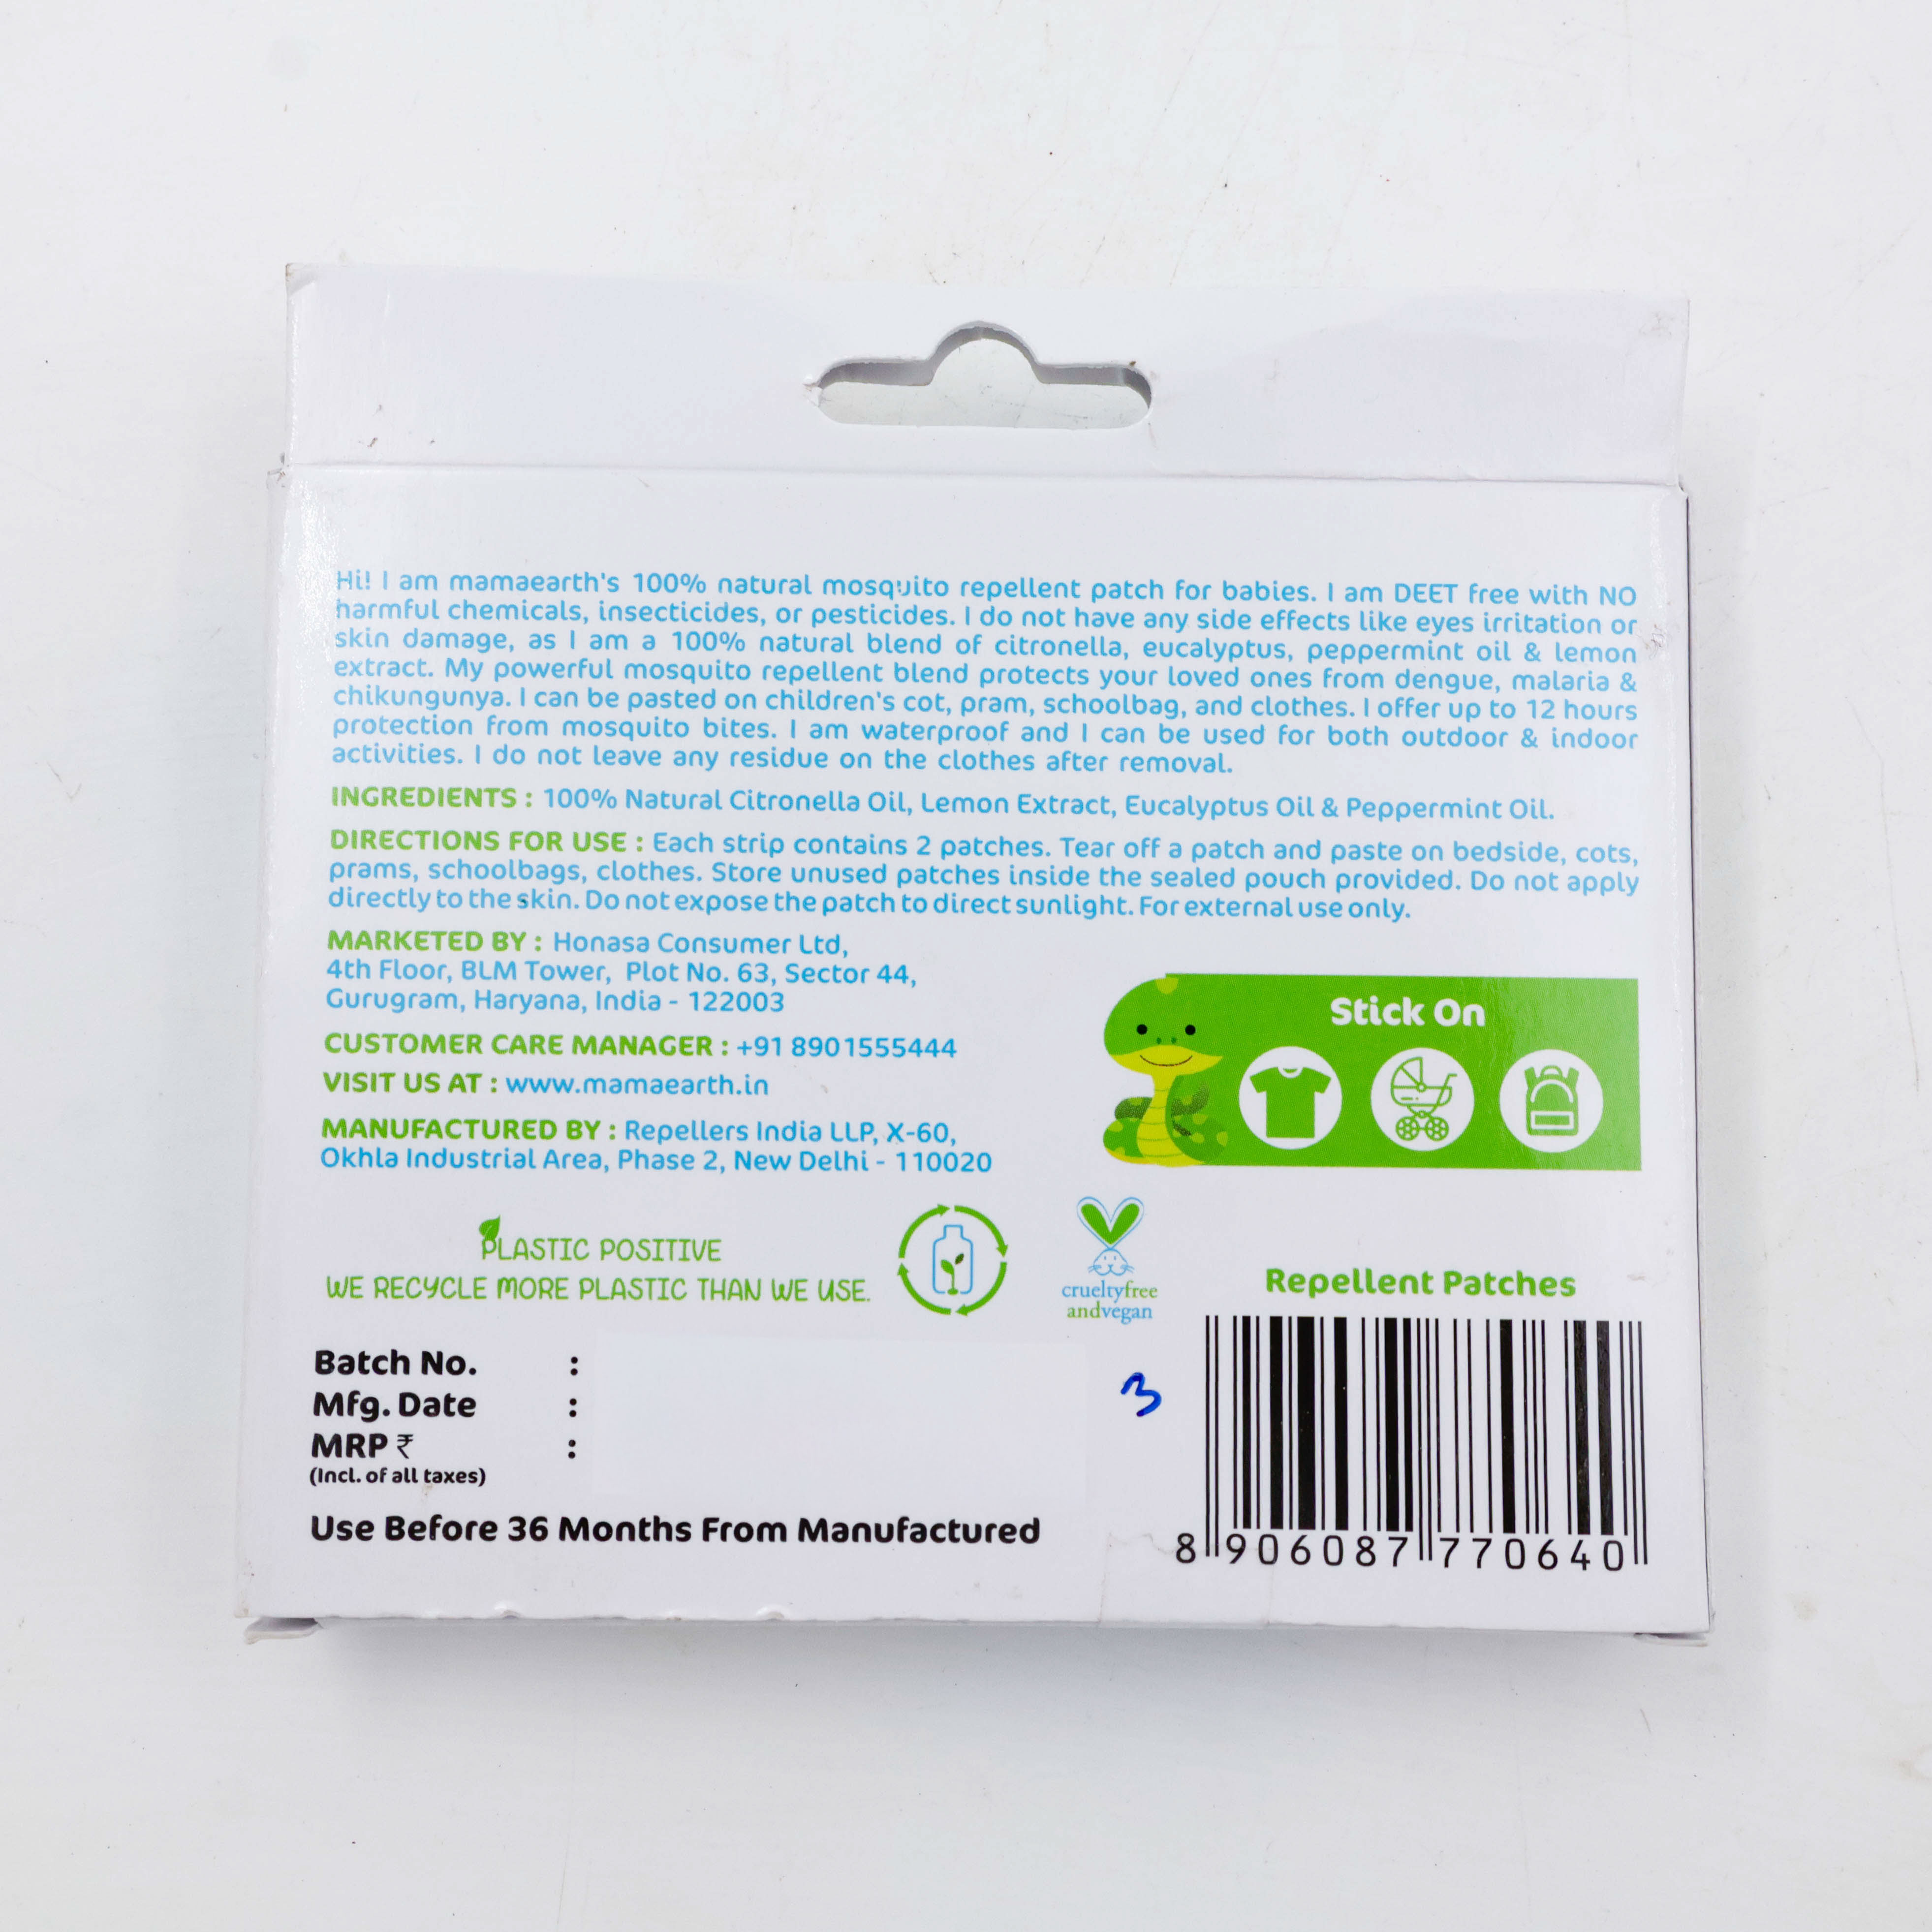 Hi! I am mamaearth's 100% natural mosquito repellent patch for babies. I am DEET free with NO
harmful chemicals, insecticides, or pesticides. I do not have any side effects like eyes irritation or
skin damage, as I am a 100% natural blend of citronella, eucalyptus, peppermint oil & lemon
extract. My powerful mosquito repellent blend protects your loved ones from dengue, malaria &
chikungunya. I can be pasted on children's cot, pram, schoolbag, and clothes. I offer up to 12 hours
protection from mosquito bites. I am waterproof and I can be used for both outdoor & indoor
activities. I do not leave any residue on the clothes after removal.
INGREDIENTS : 100% Natural Citronella Oil, Lemon Extract, Eucalyptus Oil & Peppermint Oil.
DIRECTIONS FOR USE : Each strip contains 2 patches. Tear off a patch and paste on bedside, cots,
prams, schoolbags, clothes. Store unused patches inside the sealed pouch provided. Do not apply
directly to the skin. Do not expose the patch to direct sunlight. For external use only.
MARKETED BY : Honasa Consumer Ltd,
4th Floor, BLM Tower, Plot No. 63, Sector 44,
Gurugram, Haryana, India - 122003
CUSTOMER CARE MANAGER : +91 8901555444
VISIT US AT : www.mamaearth.in
MANUFACTURED BY : Repellers India LLP, X-60,
Okhla Industrial Area, Phase 2, New Delhi - 110020
Stick On
PLASTIC POSITIVE
WE RECYCLE MORE PLASTIC THAN WE USE.
crueltyfree
andvegan
Repellent Patches
Batch No. :
Mfg. Date :
MRP ₹ :
(Incl. of all taxes)
Use Before 36 Months From Manufactured
3
8 906087 770640